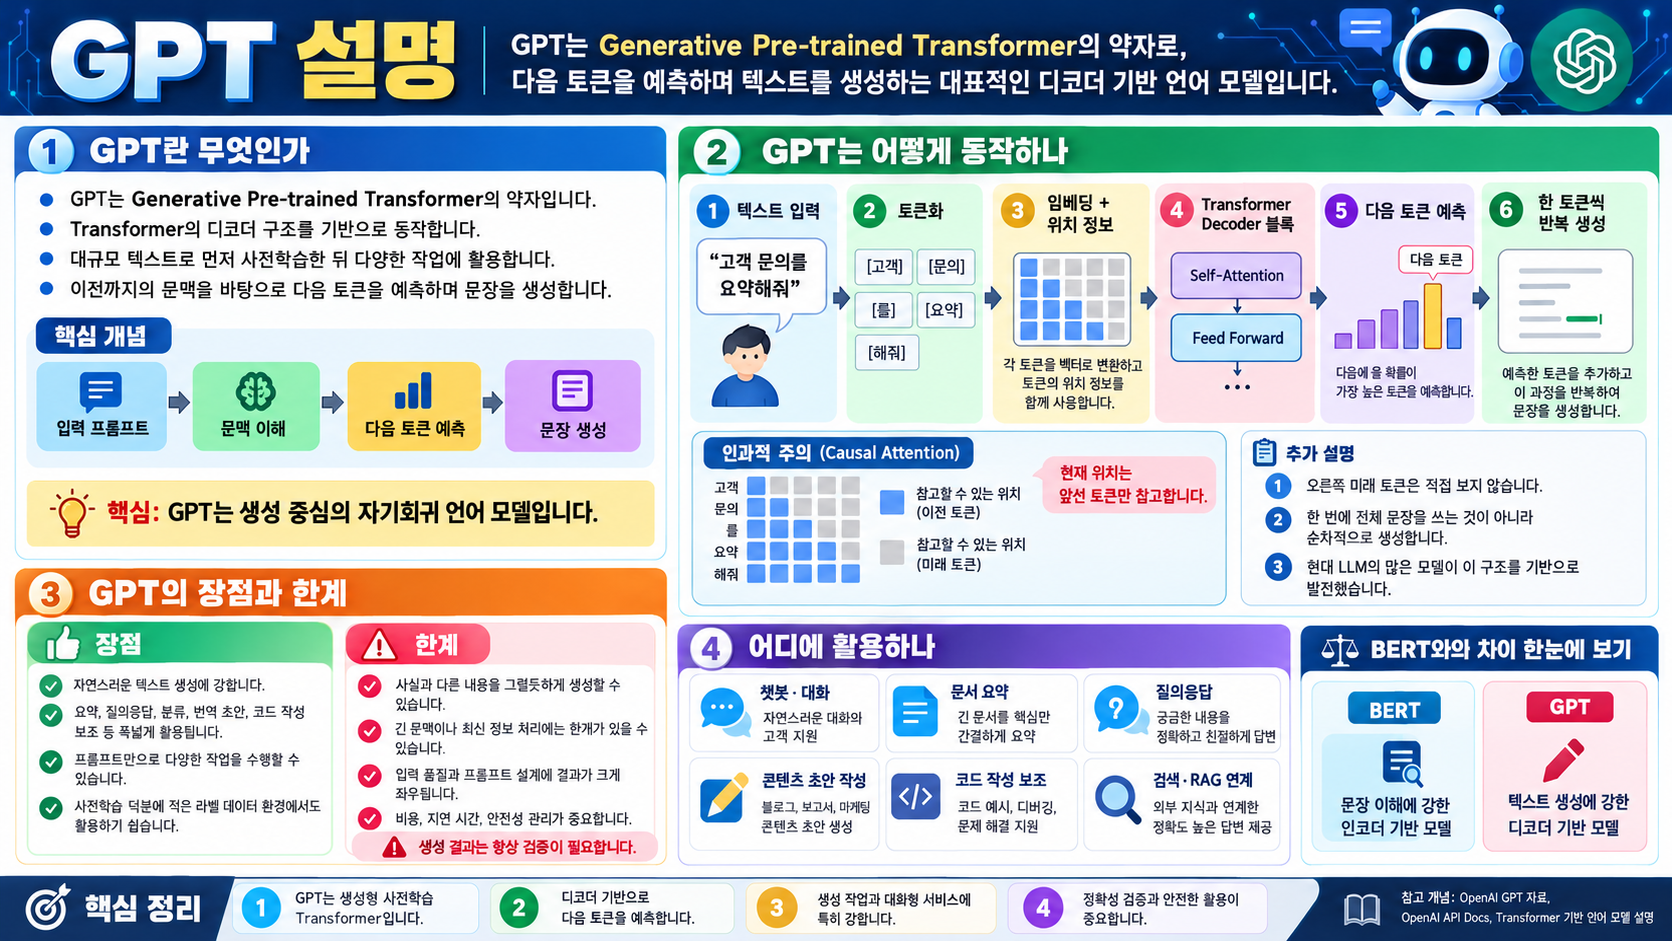 GPT 설명
GPT는 Generative Pre-trained Transformer의 약자로,
다음 토큰을 예측하며 텍스트를 생성하는 대표적인 디코더 기반 언어 모델입니다.
1 GPT란 무엇인가
GPT는 Generative Pre-trained Transformer의 약자입니다.
Transformer의 디코더 구조를 기반으로 동작합니다.
대규모 텍스트로 먼저 사전학습한 뒤 다양한 작업에 활용합니다.
이전까지의 문맥을 바탕으로 다음 토큰을 예측하며 문장을 생성합니다.
핵심 개념
입력 프롬프트
문맥 이해
다음 토큰 예측
문장 생성
핵심: GPT는 생성 중심의 자기회귀 언어 모델입니다.
2 GPT는 어떻게 동작하나
1 텍스트 입력
“고객 문의를
요약해줘”
2 토큰화
[고객] [문의]
[를] [요약]
[해줘]
3 임베딩 +
위치 정보
각 토큰을 벡터로 변환하고
토큰의 위치 정보를
함께 사용합니다.
4 Transformer
Decoder 블록
Self-Attention
Feed Forward
5 다음 토큰 예측
다음 토큰
다음에 올 확률이
가장 높은 토큰을 예측합니다.
6 한 토큰씩
반복 생성
예측한 토큰을 추가하고
이 과정을 반복하여
문장을 생성합니다.
인과적 주의 (Causal Attention)
고객
문의
를
요약
해줘
참고할 수 있는 위치
(이전 토큰)
참고할 수 있는 위치
(미래 토큰)
현재 위치는
앞선 토큰만 참고합니다.
추가 설명
1 오른쪽 미래 토큰은 직접 보지 않습니다.
2 한 번에 전체 문장을 쓰는 것이 아니라
순차적으로 생성합니다.
3 현대 LLM의 많은 모델이 이 구조를 기반으로
발전했습니다.
3 GPT의 장점과 한계
장점
자연스러운 텍스트 생성에 강합니다.
요약, 질의응답, 분류, 번역 초안, 코드 작성
보조 등 폭넓게 활용됩니다.
프롬프트만으로 다양한 작업을 수행할 수
있습니다.
사전학습 덕분에 적은 라벨 데이터 환경에서도
활용하기 쉽습니다.
한계
사실과 다른 내용을 그럴듯하게 생성할 수
있습니다.
긴 문맥이나 최신 정보 처리에는 한개가 있을 수
있습니다.
입력 품질과 프롬프트 설계에 결과가 크게
좌우됩니다.
비용, 지연 시간, 안전성 관리가 중요합니다.
생성 결과는 항상 검증이 필요합니다.
4 어디에 활용하나
챗봇 · 대화
자연스러운 대화와
고객 지원
문서 요약
긴 문서를 핵심만
간결하게 요약
질의응답
궁금한 내용을
정확하고 친절하게 답변
콘텐츠 초안 작성
블로그, 보고서, 마케팅
콘텐츠 초안 생성
코드 작성 보조
코드 예시, 디버깅,
문제 해결 지원
검색 · RAG 연계
외부 지식과 연계한
정확도 높은 답변 제공
BERT와와 차이 한눈에 보기
BERT
문장 이해에 강한
인코더 기반 모델
GPT
텍스트 생성에 강한
디코더 기반 모델
핵심 정리
1 GPT는 생성형 사전학습
Transformer입니다.
2 디코더 기반으로
다음 토큰을 예측합니다.
3 생성 작업과 대화형 서비스에
특히 강합니다.
4 정확성 검증과 안전한 활용이
중요합니다.
참고 개념: OpenAI GPT 자료,
OpenAI API Docs, Transformer 기반 언어 모델 설명